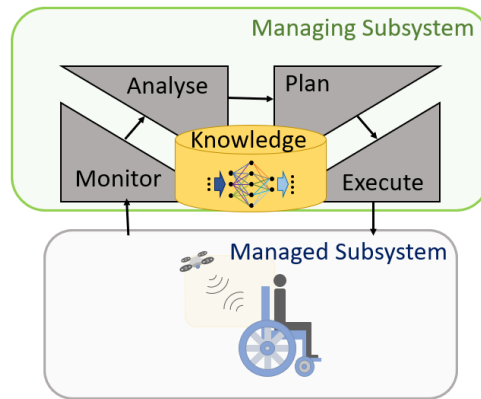 Managing Subsystem
Analyse
Plan
Knowledge
Monitor
Execute
Managed Subsystem